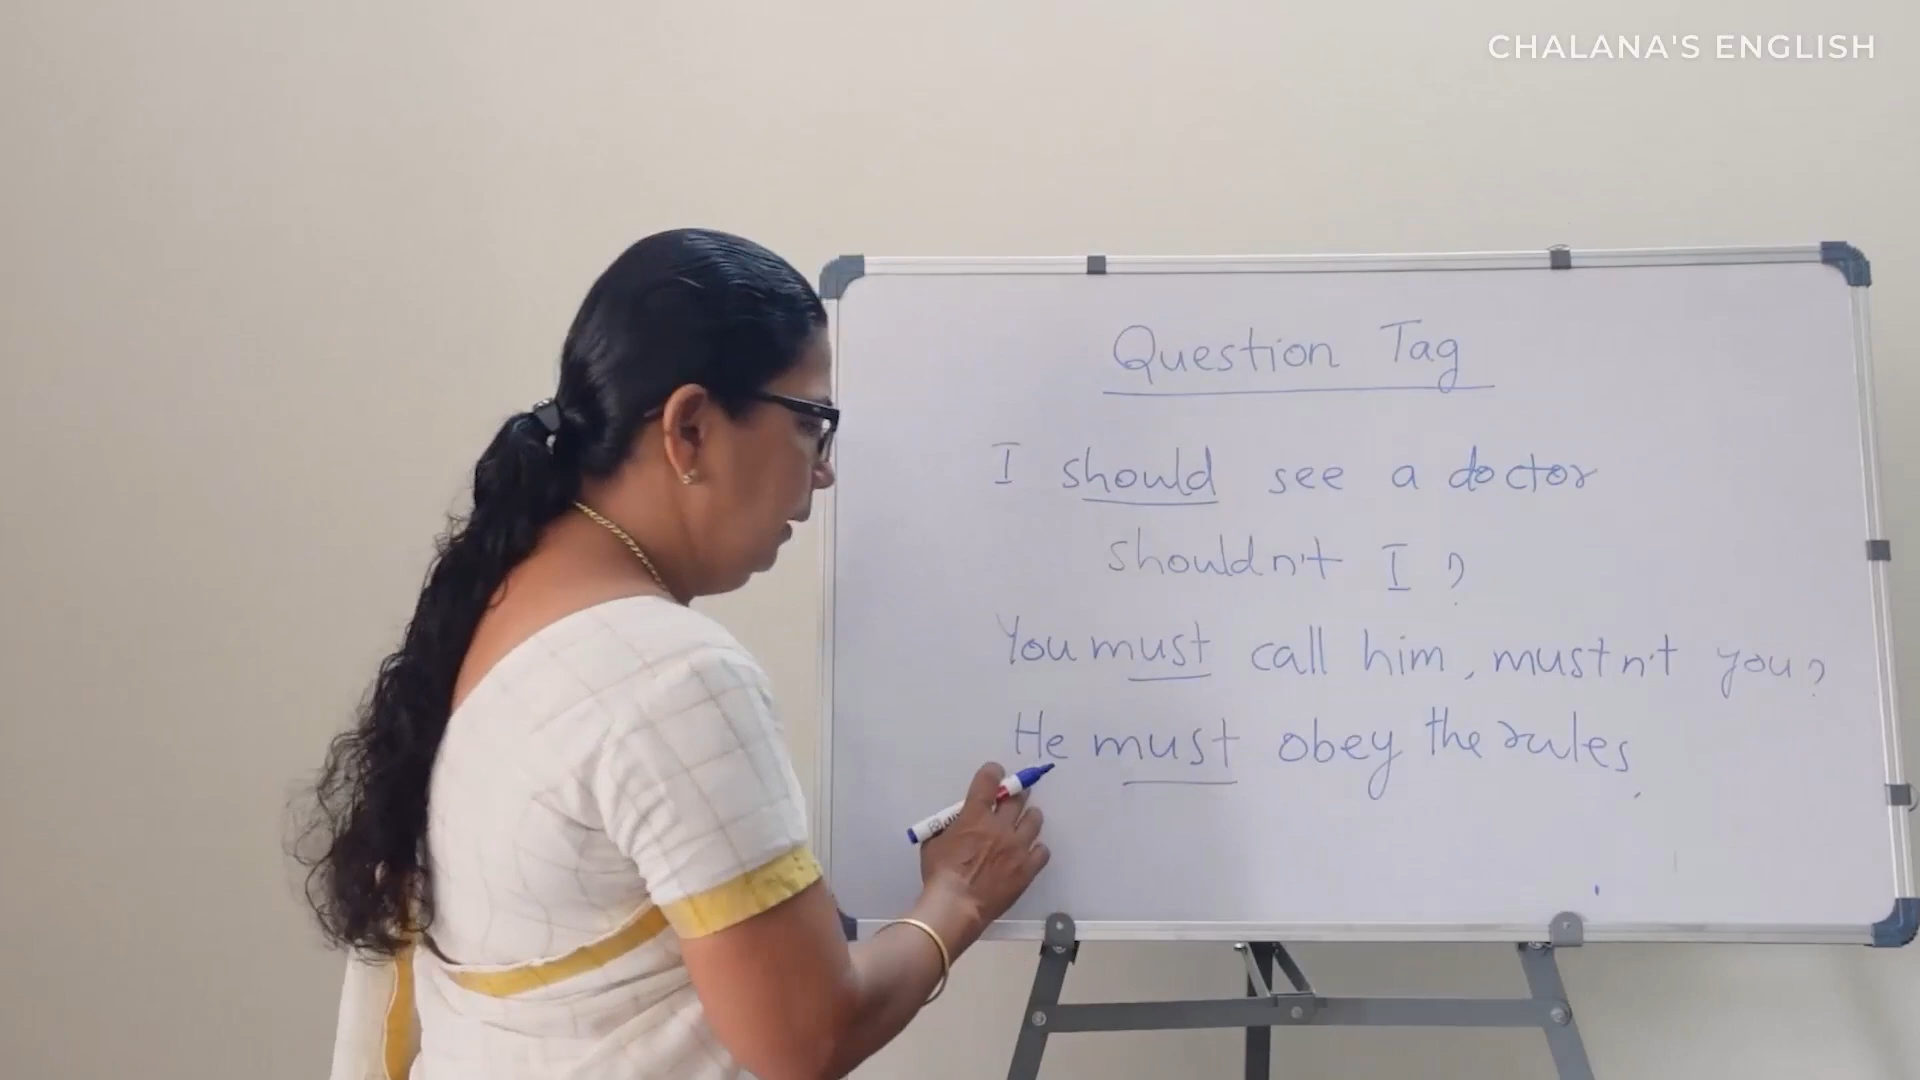 CHALANA'S ENGLISH
Question Tag
I should see a doctor
shouldn't I ?
You must call him, mustn't you?
He must obey the rules